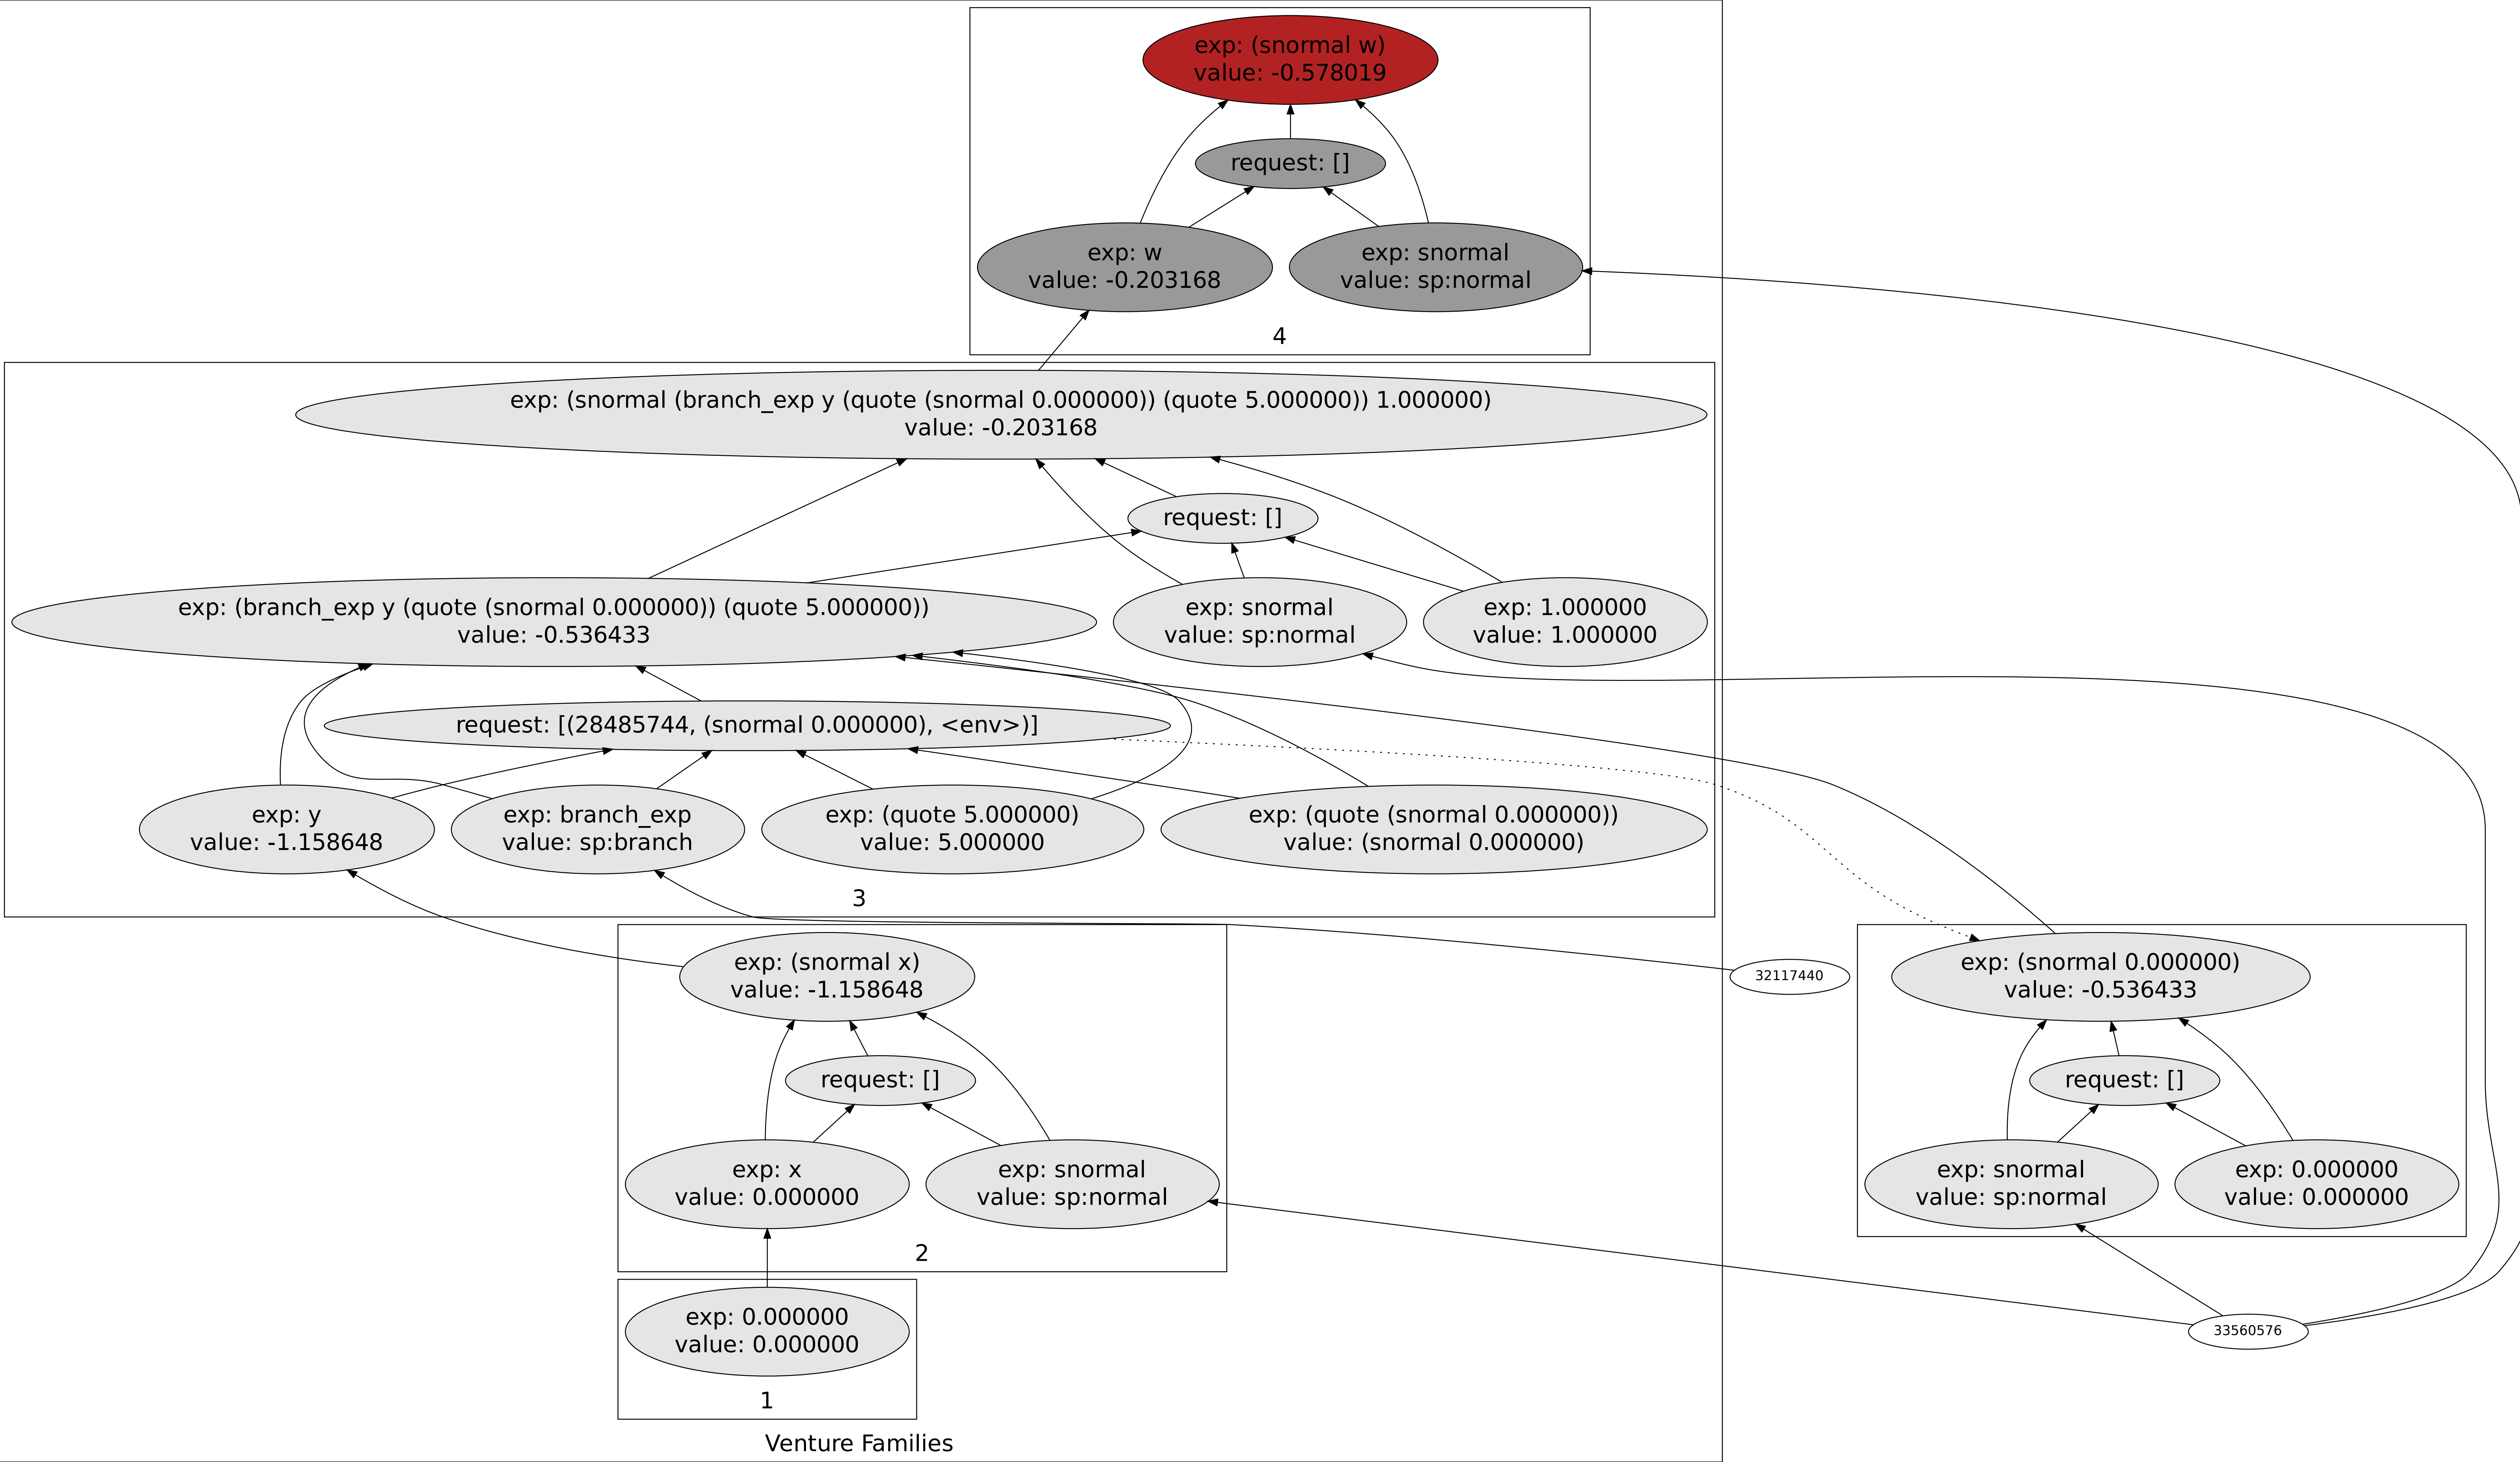 exp: (snormal w)
value: -0.578019
request: []
exp: w
value: -0.203168
exp: snormal
value: sp:normal
4
exp: (snormal (branch_exp y (quote (snormal 0.000000)) (quote 5.000000)) 1.000000)
value: -0.203168
request: []
exp: (branch_exp y (quote (snormal 0.000000)) (quote 5.000000))
value: -0.536433
exp: snormal
value: sp:normal
exp: 1.000000
value: 1.000000
request: [(28485744, (snormal 0.000000), <env>)]
exp: y
value: -1.158648
exp: branch_exp
value: sp:branch
exp: (quote 5.000000)
value: 5.000000
exp: (quote (snormal 0.000000))
value: (snormal 0.000000)
3
exp: (snormal x)
value: -1.158648
32117440
exp: (snormal 0.000000)
value: -0.536433
request: []
request: []
exp: x
value: 0.000000
exp: snormal
value: sp:normal
exp: snormal
value: sp:normal
exp: 0.000000
value: 0.000000
2
exp: 0.000000
value: 0.000000
33560576
1
Venture Families